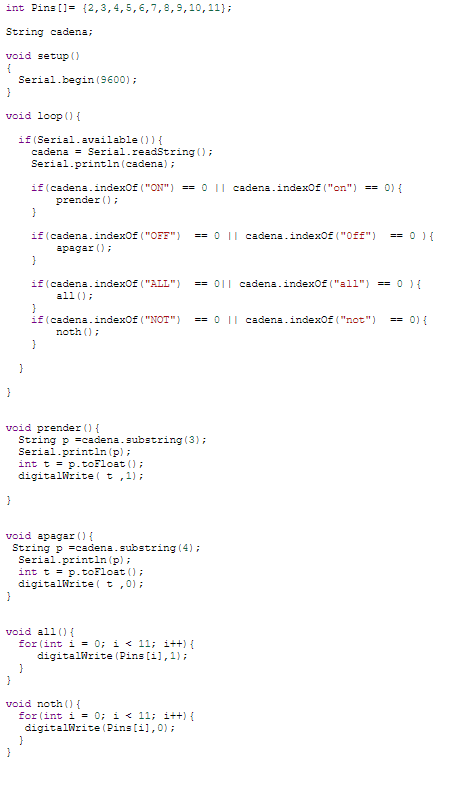 int Pins[]= {2,3,4,5,6,7,8,9,10,11};
String cadena;
void setup()
{
Serial.begin(9600);
}
void loop(){
if(Serial.available()){
cadena = Serial.readString();
Serial.println(cadena);
if(cadena.indexOf("ON") == 0 || cadena.indexOf("on") == 0){
prender();
}
if(cadena.indexOf("OFF") == 0 || cadena.indexOf("Off") == 0 ){
apagar();
}
if(cadena.indexOf("ALL") == 0|| cadena.indexOf("all") == 0 ){
all();
}
if(cadena.indexOf("NOT") == 0 || cadena.indexOf("not") == 0){
noth();
}
}
}
void prender(){
String p =cadena.substring(3);
Serial.println(p);
int t = p.toFloat();
digitalWrite( t ,1);
}
void apagar(){
String p =cadena.substring(4);
Serial.println(p);
int t = p.toFloat();
digitalWrite( t ,0);
}
void all(){
for(int i = 0; i < 11; i++){
digitalWrite(Pins[i],1);
}
}
void noth(){
for(int i = 0; i < 11; i++){
digitalWrite(Pins[i],0);
}
}